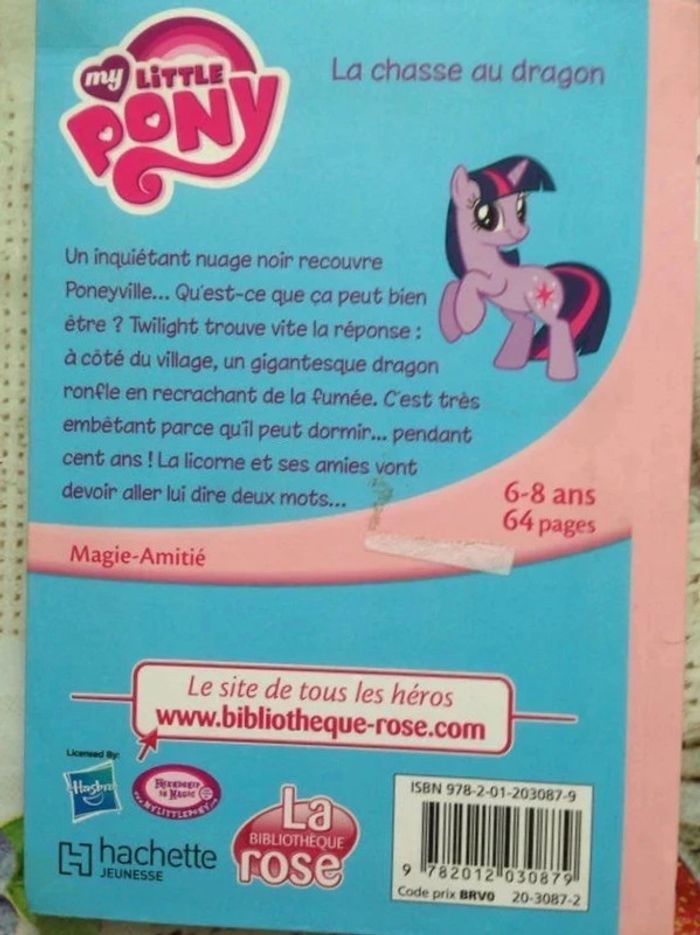 my LiTTLE
PONY
La chasse au dragon
Un inquiétant nuage noir recouvre
Poneyville... Qu'est-ce que ça peut bien
être ? Twilight trouve vite la réponse :
à côté du village, un gigantesque dragon
ronfle en recrachant de la fumée. C'est très
embêtant parce qu'il peut dormir... pendant
cent ans ! La licorne et ses amies vont
devoir aller lui dire deux mots...
6-8 ans
64 pages
Magie-Amitié
Le site de tous les héros
www.bibliotheque-rose.com
Licensed By:
Hasbro
FRIENDSHIP
IS MAGIC
MYLITTLEPONY
hachette
JEUNESSE
La
BIBLIOTHÈQUE
rose
ISBN 978-2-01-203087-9
9 782012 030879
Code prix BRV0 20-3087-2